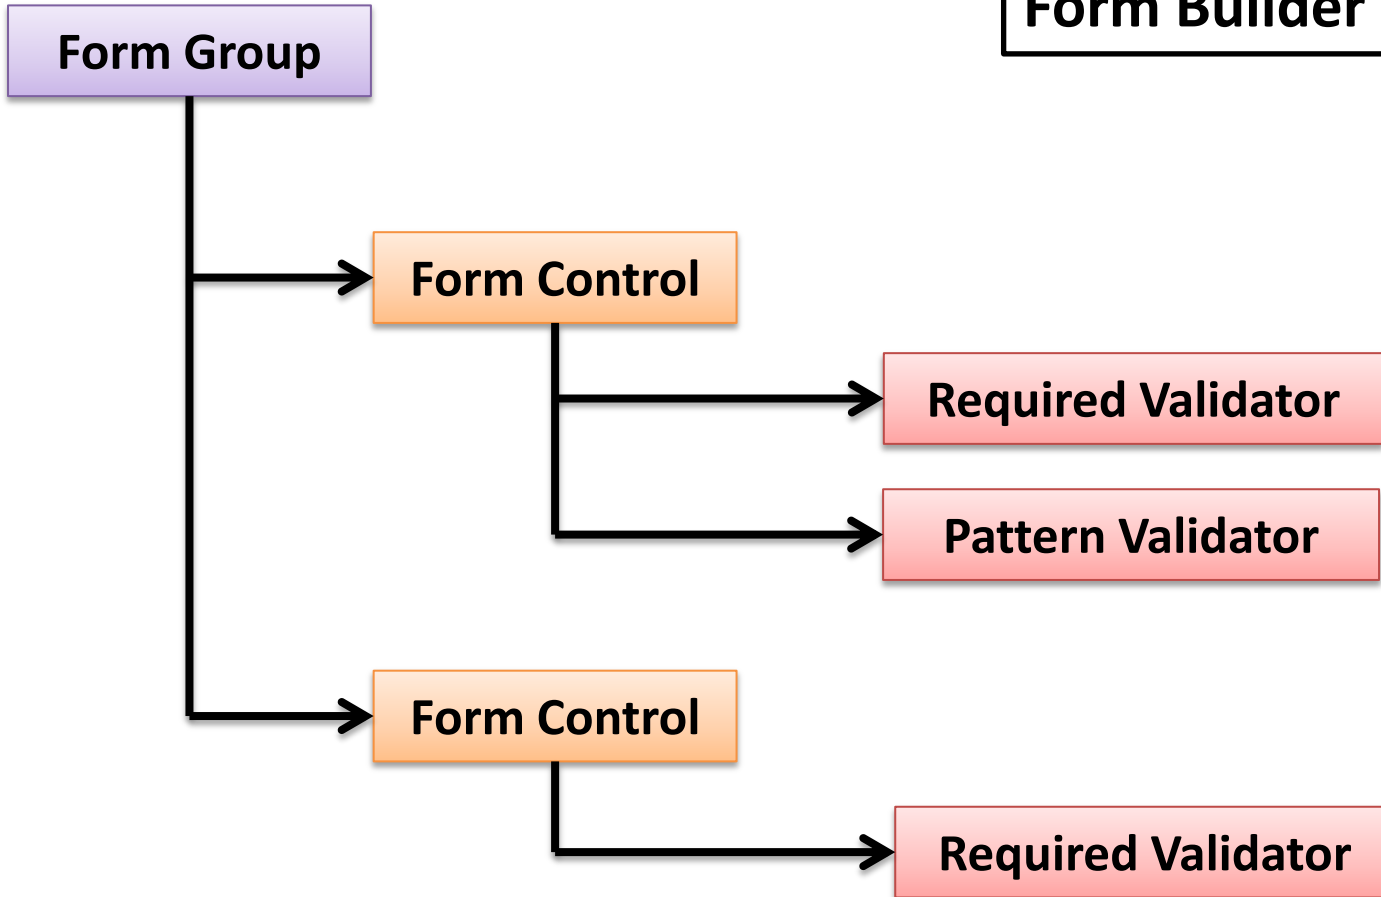 Form Builder
Form Group
Form Control
Required Validator
Pattern Validator
Form Control
Required Validator